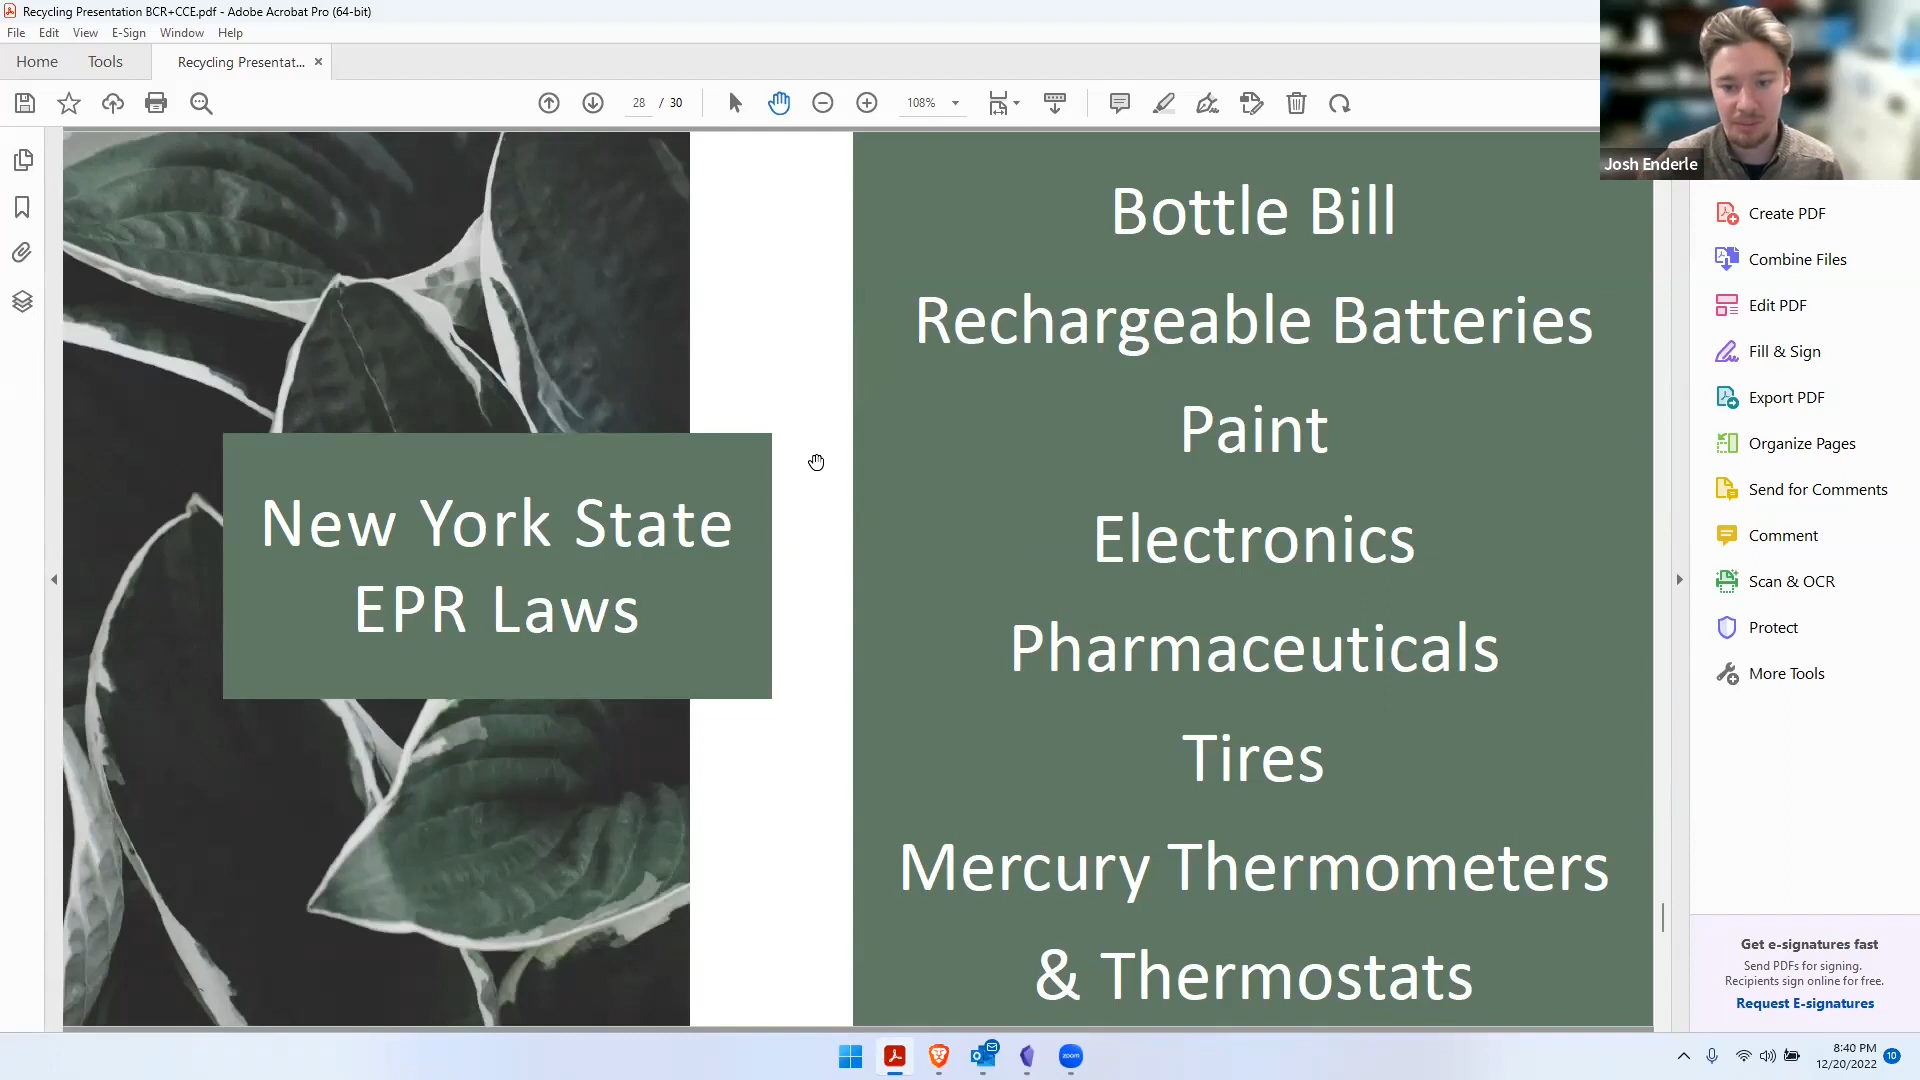 Recycling Presentation BCR+CCE.pdf - Adobe Acrobat Pro (64-bit)
File Edit View E-Sign Window Help
Home Tools Recycling Presentat... ×
28 / 30 108%
Josh Enderle
New York State
EPR Laws
Bottle Bill
Rechargeable Batteries
Paint
Electronics
Pharmaceuticals
Tires
Mercury Thermometers
& Thermostats
Create PDF
Combine Files
Edit PDF
Fill & Sign
Export PDF
Organize Pages
Send for Comments
Comment
Scan & OCR
Protect
More Tools
Get e-signatures fast
Send PDFs for signing.
Recipients sign online for free.
Request E-signatures
zoom
8:40 PM
12/20/2022
10